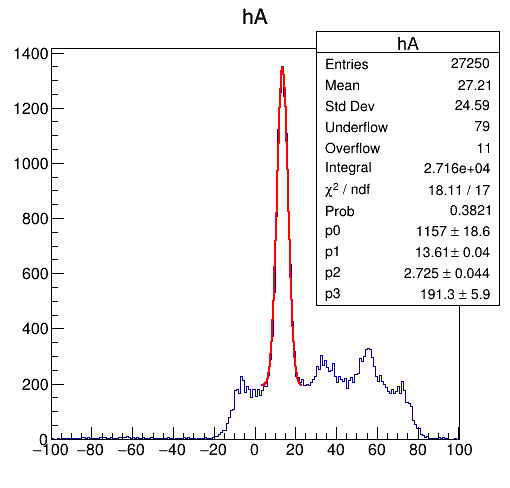 hA
hA
Entries 27250
Mean 27.21
Std Dev 24.59
Underflow 79
Overflow 11
Integral 2.716e+04
χ² / ndf 18.11 / 17
Prob 0.3821
p0 1157 ± 18.6
p1 13.61 ± 0.04
p2 2.725 ± 0.044
p3 191.3 ± 5.9
1400
1200
1000
800
600
400
200
0
−100 −80 −60 −40 −20 0 20 40 60 80 100